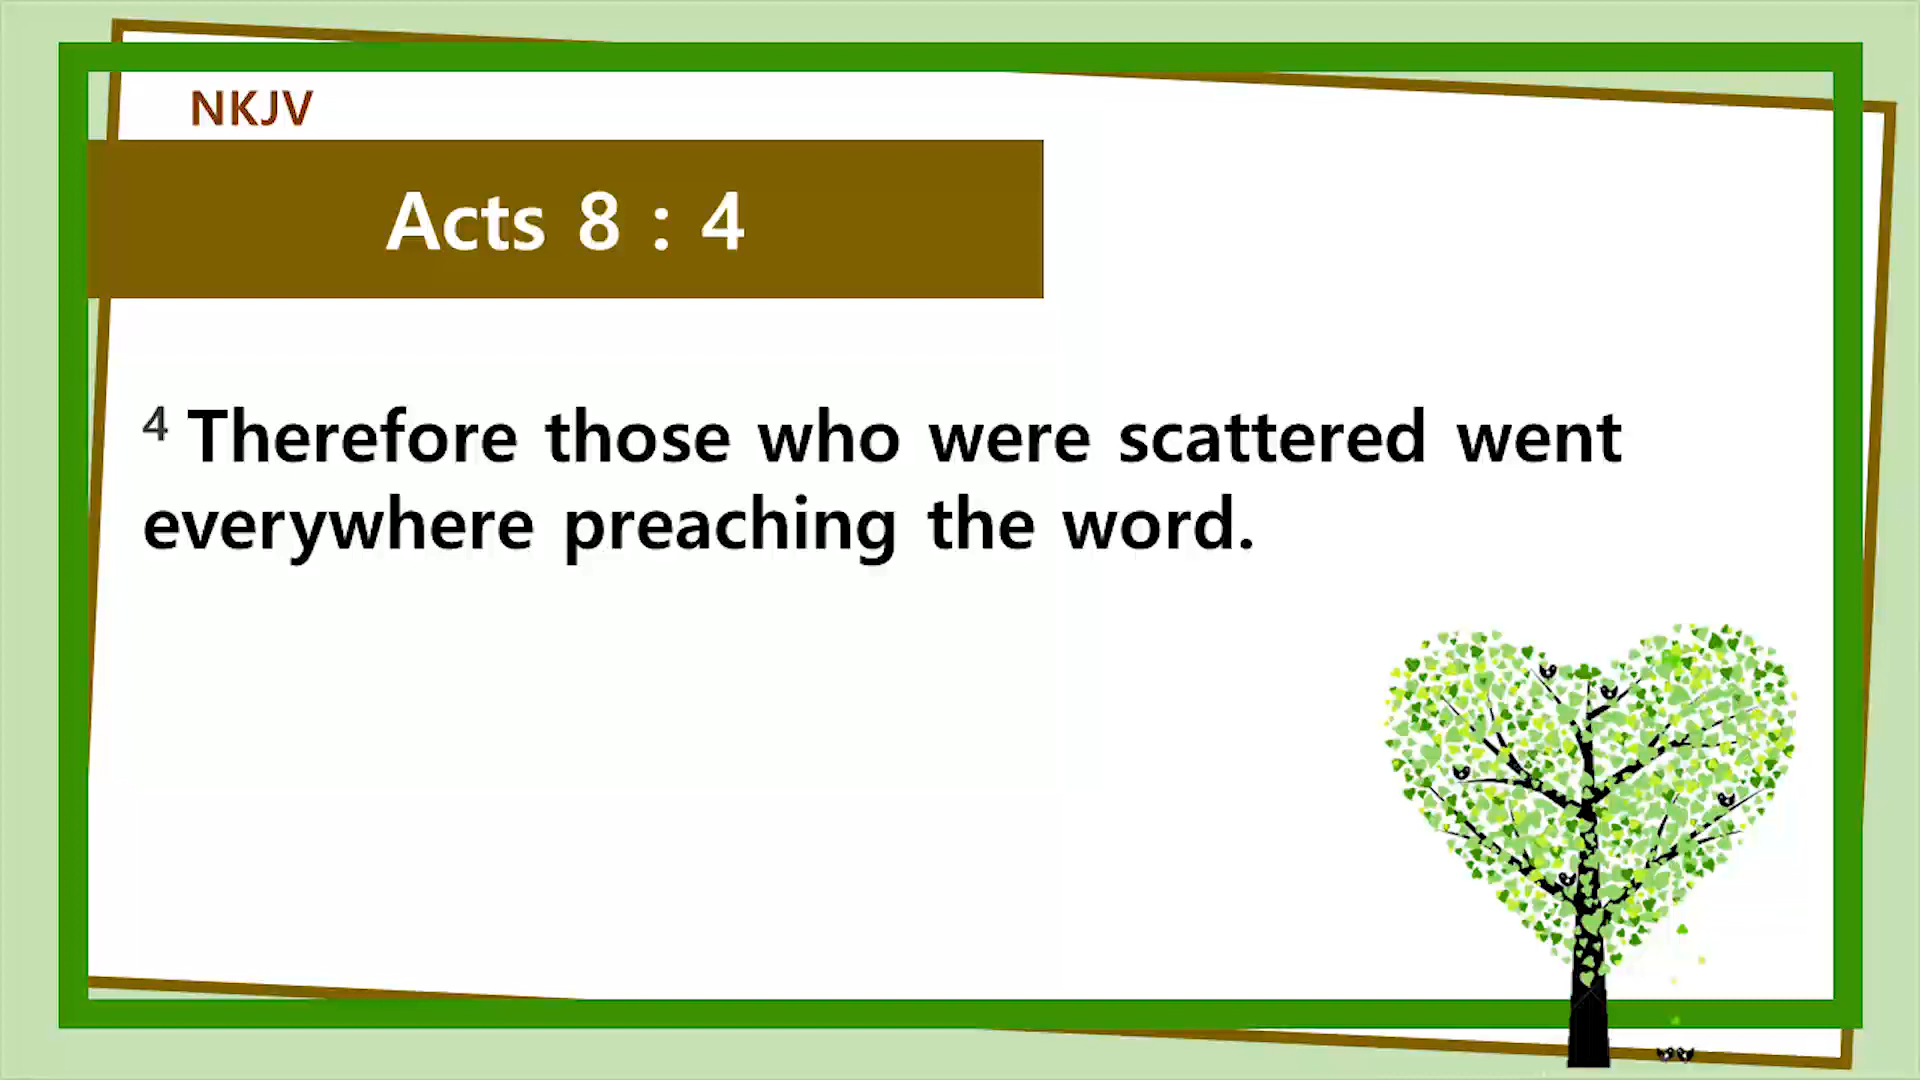 NKJV
Acts 8 : 4
4 Therefore those who were scattered went
everywhere preaching the word.